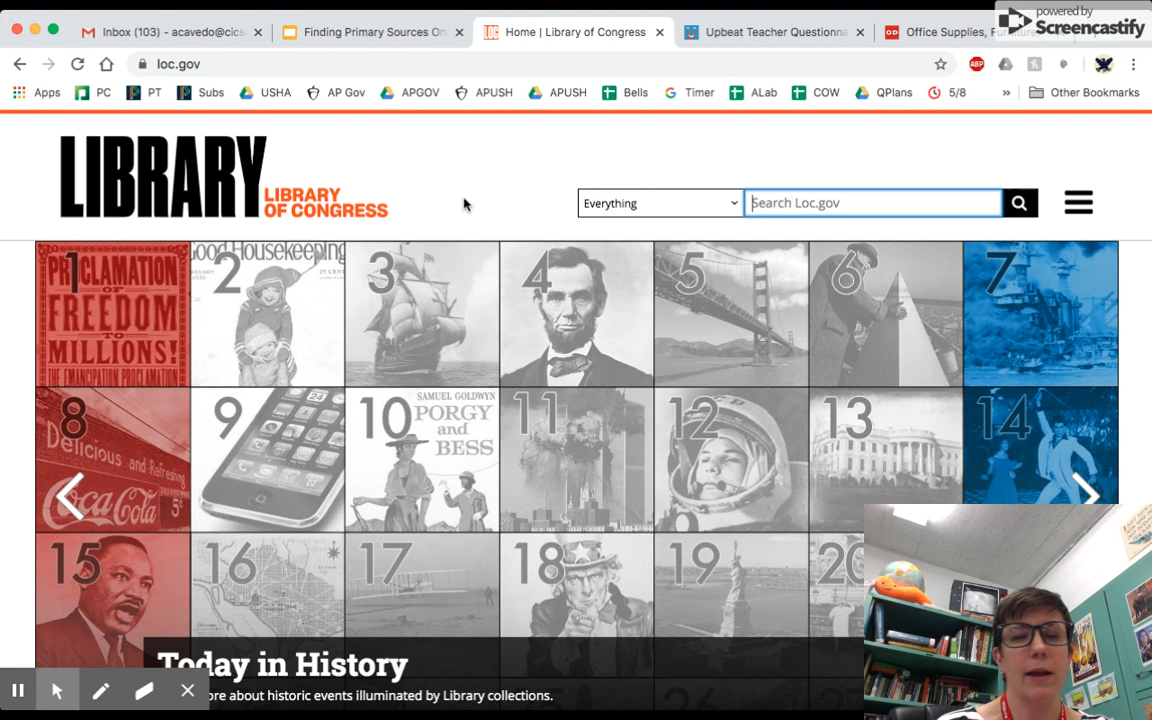 powered by
Screencastify
Inbox (103) - acavedo@cics
Finding Primary Sources On
Home | Library of Congress
Upbeat Teacher Questionna
Office Supplies, Furniture
loc.gov
ABP
Apps
PC
PT
Subs
USHA
AP Gov
APGOV
APUSH
APUSH
Bells
Timer
ALab
COW
QPlans
5/8
»
Other Bookmarks
LIBRARY
LIBRARY
OF CONGRESS
Everything
Search Loc.gov
1
PROCLAMATION
OF
FREEDOM
TO
MILLIONS!
THE EMANCIPATION PROCLAMATION
2
Good Housekeeping
3
4
5
6
7
8
Delicious and Refreshing
Coca-Cola
5¢
9
10
SAMUEL GOLDWYN
PORGY
and
BESS
11
12
13
14
15
16
17
18
19
20
Today in History
ore about historic events illuminated by Library collections.
26